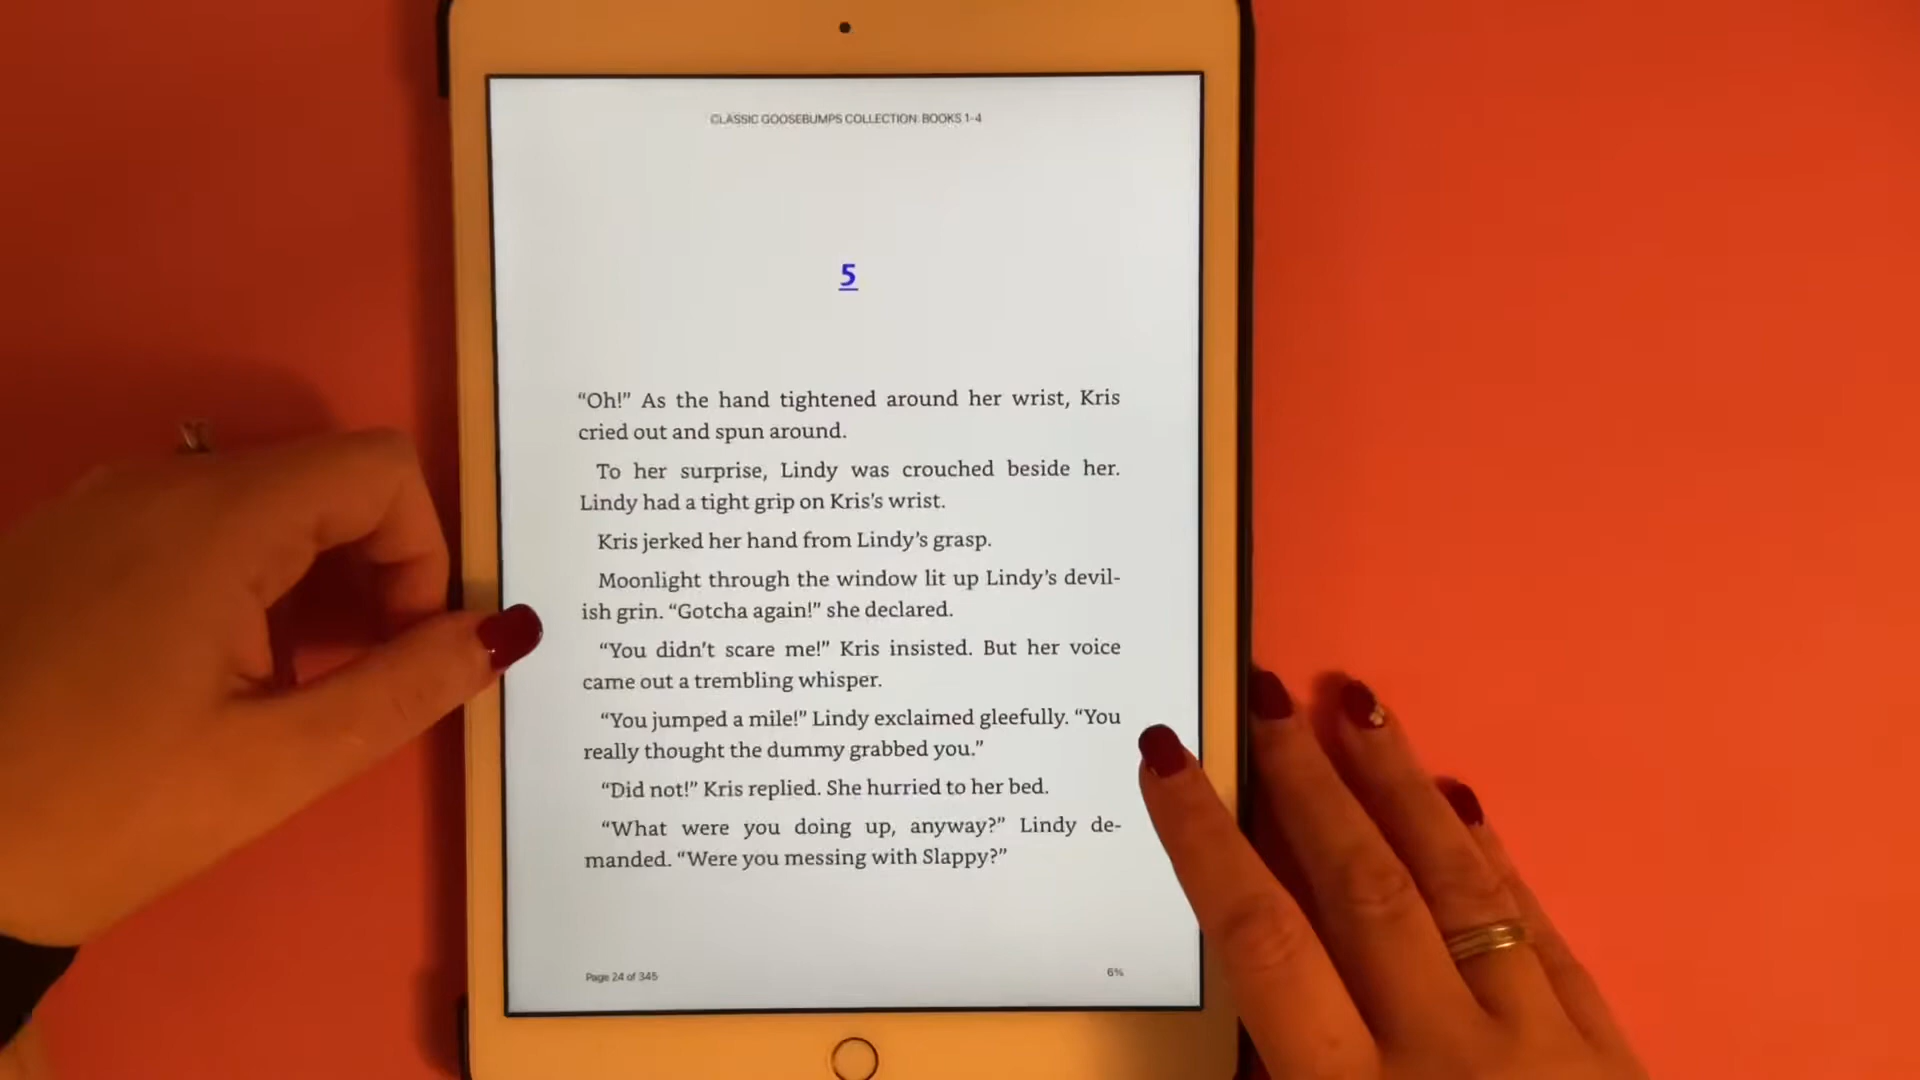 CLASSIC GOOSEBUMPS COLLECTION: BOOKS 1-4
5
“Oh!” As the hand tightened around her wrist, Kris
cried out and spun around.
To her surprise, Lindy was crouched beside her.
Lindy had a tight grip on Kris’s wrist.
Kris jerked her hand from Lindy’s grasp.
Moonlight through the window lit up Lindy’s devil-
ish grin. “Gotcha again!” she declared.
“You didn’t scare me!” Kris insisted. But her voice
came out a trembling whisper.
“You jumped a mile!” Lindy exclaimed gleefully. “You
really thought the dummy grabbed you.”
“Did not!” Kris replied. She hurried to her bed.
“What were you doing up, anyway?” Lindy de-
manded. “Were you messing with Slappy?”
Page 24 of 345
6%